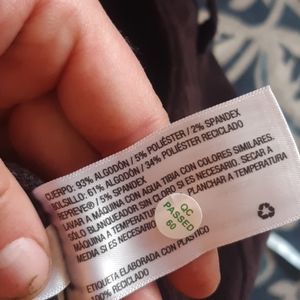 CUERPO: 93% ALGODÓN / 5% POLIÉSTER / 2% SPANDEX
BOLSILLO: 61% ALGODÓN / 34% POLIÉSTER RECICLADO
REPREVE® / 5% SPANDEX
LAVAR A MÁQUINA CON AGUA TIBIA CON COLORES SIMILARES.
SÓLO BLANQUEADOR SIN CLORO SI ES NECESARIO. SECAR A
MÁQUINA A TEMPERATURA PLANCHAR A TEMPERATURA
MEDIA SI ES NECESARIO
QC
PASSED
60
ETIQUETA ELABORADA CON PLÁSTICO
100% RECICLADO